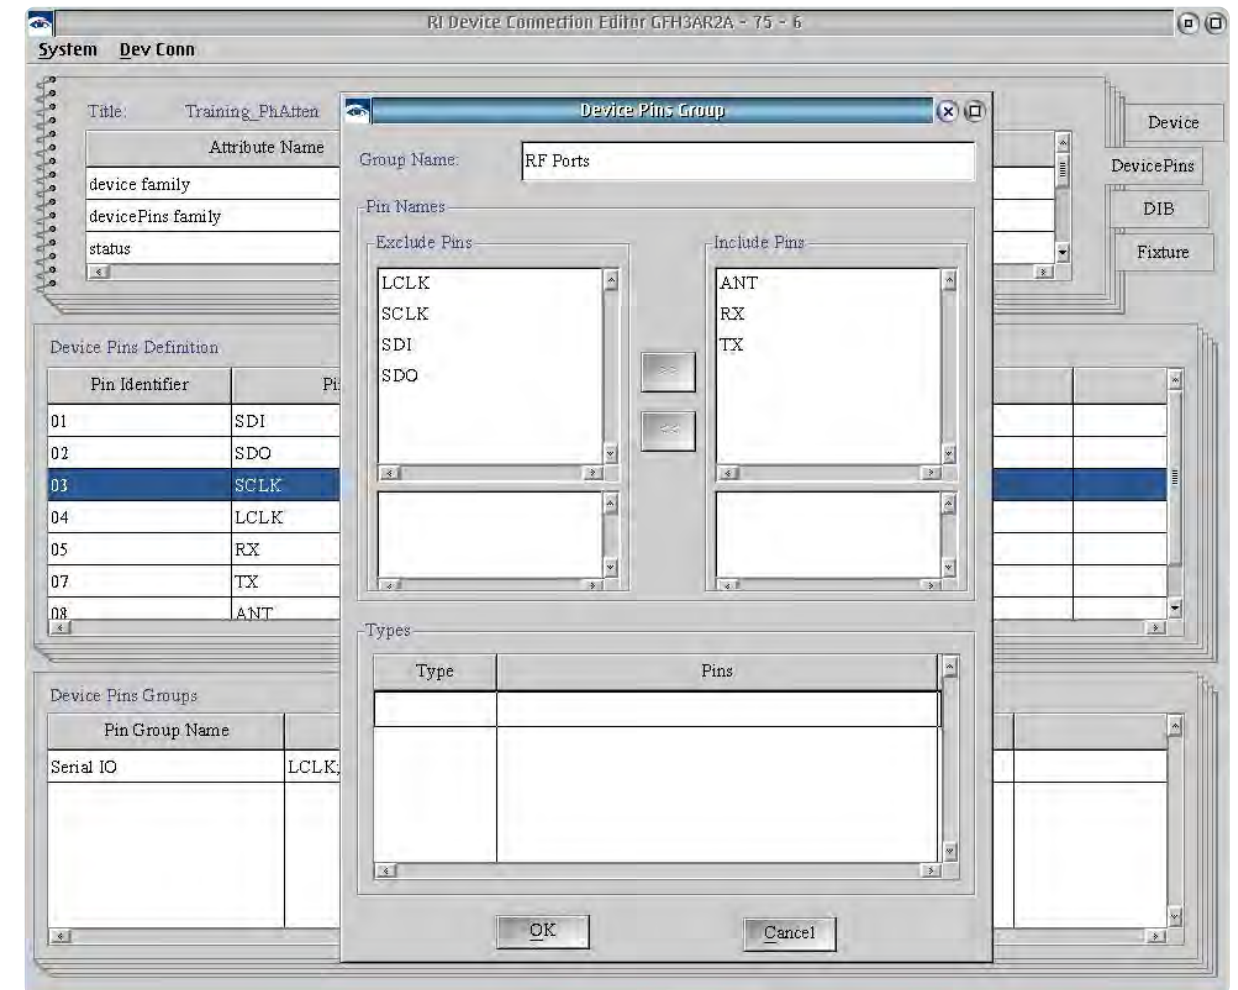 RI Device Connection Editor GFH3AR2A - 75 - 6
System Dev Conn
Title: Training_PhAtten
Attribute Name
device family
devicePins family
status
Device
DevicePins
DIB
Fixture
Device Pins Group
Group Name: RF Ports
Pin Names
Exclude Pins
LCLK
SCLK
SDI
SDO
>>
<<
Include Pins
ANT
RX
TX
Types
Type Pins
OK Cancel
Device Pins Definition
Pin Identifier Pi
01 SDI
02 SDO
03 SCLK
04 LCLK
05 RX
07 TX
08 ANT
Device Pins Groups
Pin Group Name
Serial IO LCLK;